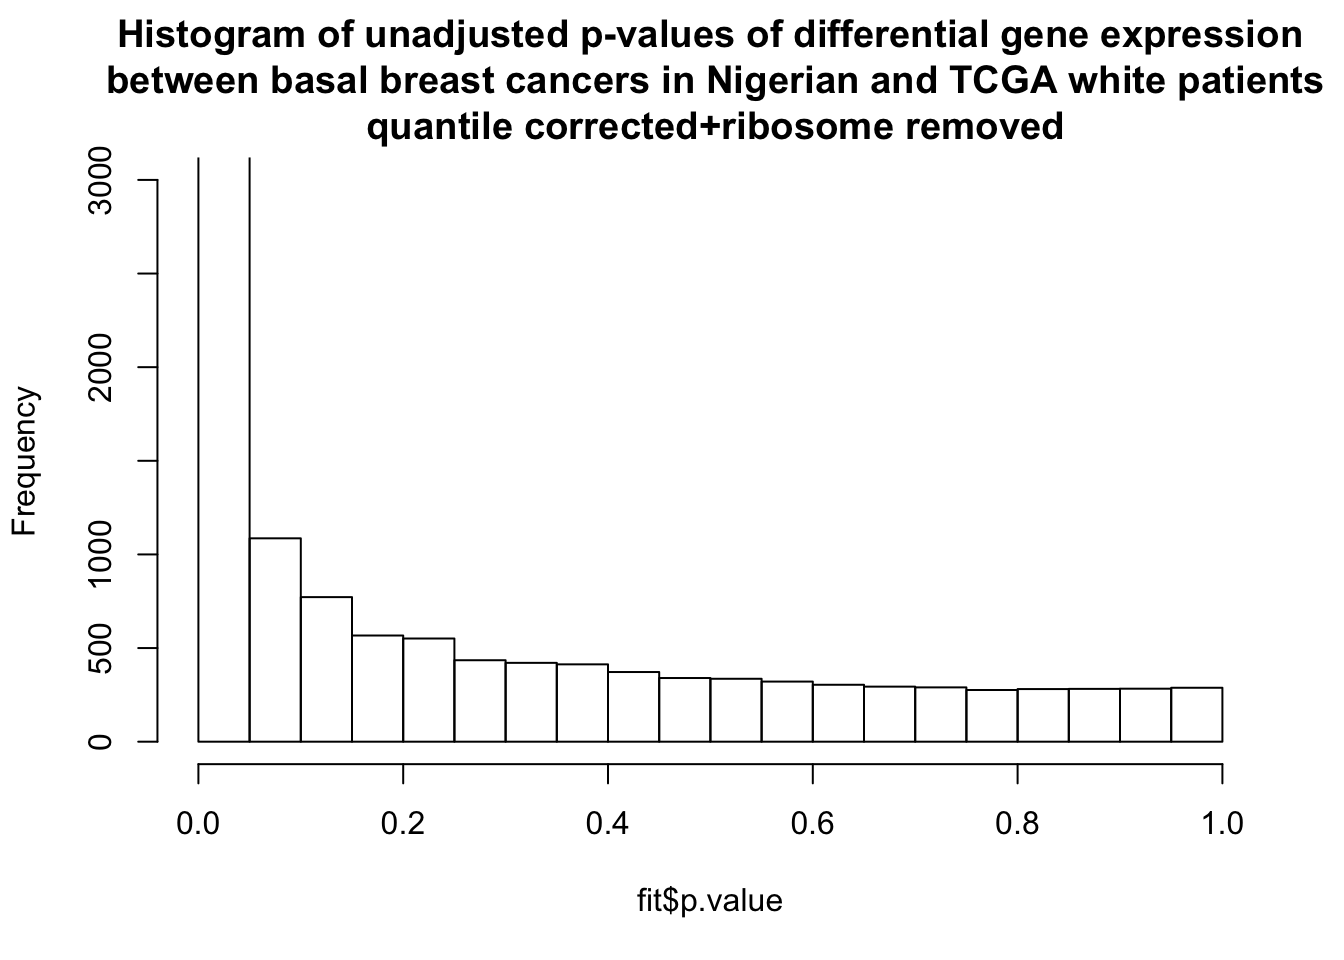 Histogram of unadjusted p-values of differential gene expression
between basal breast cancers in Nigerian and TCGA white patients
quantile corrected+ribosome removed
Frequency
3000
2000
1000
500
0
0.0 0.2 0.4 0.6 0.8 1.0
fit$p.value